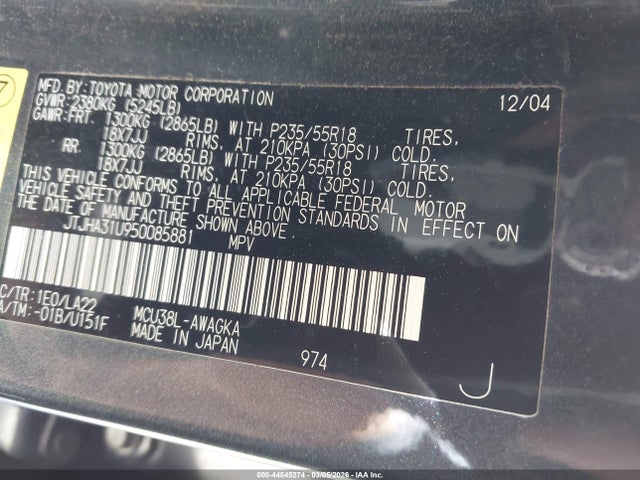 7
MFD. BY: TOYOTA MOTOR CORPORATION 12/04
GVWR: 2380KG (5245LB)
GAWR: FRT 1300KG (2865LB) WITH P235/55R18 TIRES,
18X7JJ RIMS, AT 210KPA (30PSI) COLD.
RR 1300KG (2865LB) WITH P235/55R18 TIRES,
18X7JJ RIMS, AT 210KPA (30PSI) COLD.
THIS VEHICLE CONFORMS TO ALL APPLICABLE FEDERAL MOTOR
VEHICLE SAFETY AND THEFT PREVENTION STANDARDS IN EFFECT ON
THE DATE OF MANUFACTURE SHOWN ABOVE.
JTJHA31U950085881 MPV
C/TR: 1E0/LA22 MCU38L-AWAGKA
A/TM: -01B/U151F MADE IN JAPAN 974
J
000-44545274 - 03/05/2026 - IAA Inc.